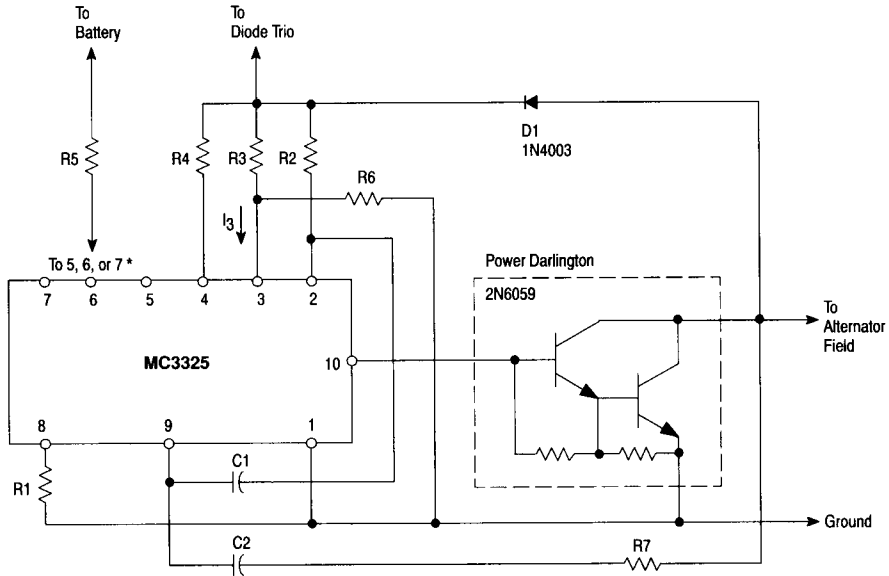 To
Battery
To
Diode Trio
D1
1N4003
R5
R4
R3
R2
R6
I3
To 5, 6, or 7 *
7
6
5
4
3
2
Power Darlington
2N6059
To
Alternator
Field
MC3325
10
8
9
1
R1
C1
Ground
C2
R7